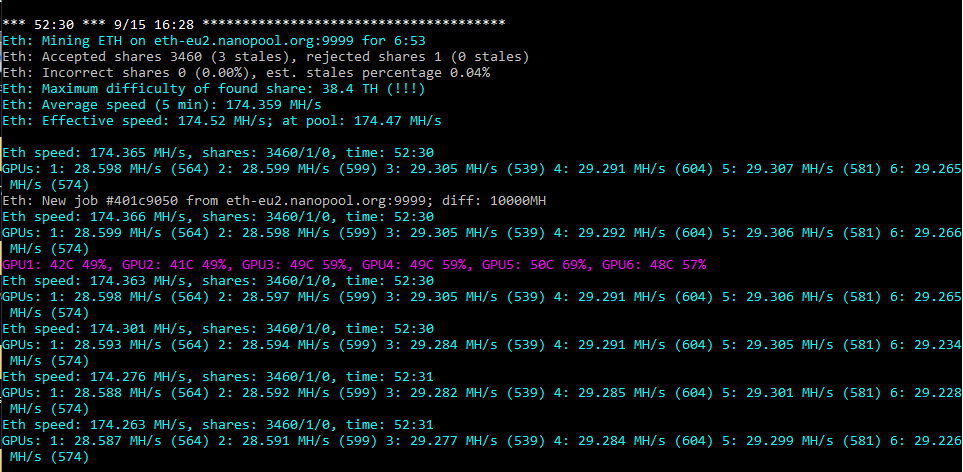 *** 52:30 *** 9/15 16:28 **************************************
Eth: Mining ETH on eth-eu2.nanopool.org:9999 for 6:53
Eth: Accepted shares 3460 (3 stales), rejected shares 1 (0 stales)
Eth: Incorrect shares 0 (0.00%), est. stales percentage 0.04%
Eth: Maximum difficulty of found share: 38.4 TH (!!!)
Eth: Average speed (5 min): 174.359 MH/s
Eth: Effective speed: 174.52 MH/s; at pool: 174.47 MH/s
Eth speed: 174.365 MH/s, shares: 3460/1/0, time: 52:30
GPUs: 1: 28.598 MH/s (564) 2: 28.599 MH/s (599) 3: 29.305 MH/s (539) 4: 29.291 MH/s (604) 5: 29.307 MH/s (581) 6: 29.265
MH/s (574)
Eth: New job #401c9050 from eth-eu2.nanopool.org:9999; diff: 10000MH
Eth speed: 174.366 MH/s, shares: 3460/1/0, time: 52:30
GPUs: 1: 28.599 MH/s (564) 2: 28.598 MH/s (599) 3: 29.305 MH/s (539) 4: 29.292 MH/s (604) 5: 29.306 MH/s (581) 6: 29.266
MH/s (574)
GPU1: 42C 49%, GPU2: 41C 49%, GPU3: 49C 59%, GPU4: 49C 59%, GPU5: 50C 69%, GPU6: 48C 57%
Eth speed: 174.363 MH/s, shares: 3460/1/0, time: 52:30
GPUs: 1: 28.598 MH/s (564) 2: 28.597 MH/s (599) 3: 29.305 MH/s (539) 4: 29.291 MH/s (604) 5: 29.306 MH/s (581) 6: 29.265
MH/s (574)
Eth speed: 174.301 MH/s, shares: 3460/1/0, time: 52:30
GPUs: 1: 28.593 MH/s (564) 2: 28.594 MH/s (599) 3: 29.284 MH/s (539) 4: 29.291 MH/s (604) 5: 29.305 MH/s (581) 6: 29.234
MH/s (574)
Eth speed: 174.276 MH/s, shares: 3460/1/0, time: 52:31
GPUs: 1: 28.588 MH/s (564) 2: 28.592 MH/s (599) 3: 29.282 MH/s (539) 4: 29.285 MH/s (604) 5: 29.301 MH/s (581) 6: 29.228
MH/s (574)
Eth speed: 174.263 MH/s, shares: 3460/1/0, time: 52:31
GPUs: 1: 28.587 MH/s (564) 2: 28.591 MH/s (599) 3: 29.277 MH/s (539) 4: 29.284 MH/s (604) 5: 29.299 MH/s (581) 6: 29.226
MH/s (574)